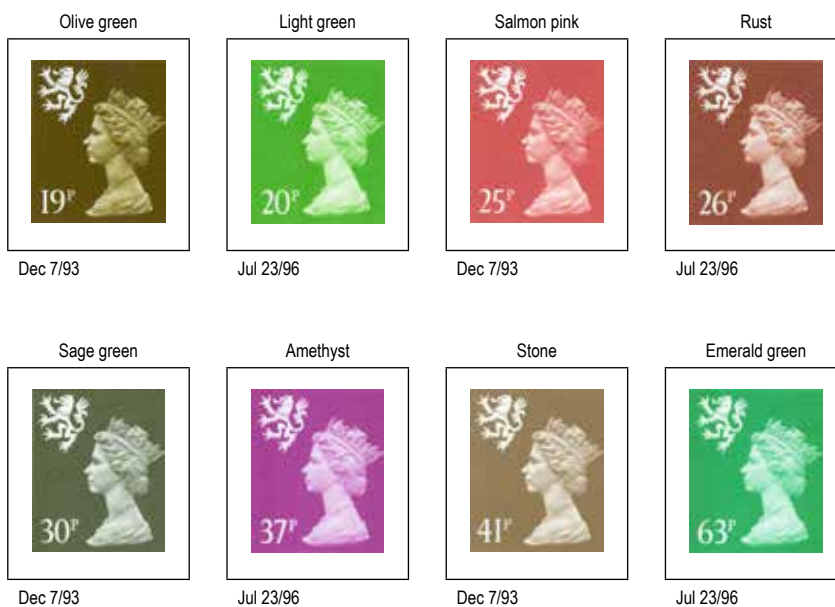 Olive green Light green Salmon pink Rust
19P 20P 25P 26P
Dec 7/93 Jul 23/96 Dec 7/93 Jul 23/96
Sage green Amethyst Stone Emerald green
30P 37P 41P 63P
Dec 7/93 Jul 23/96 Dec 7/93 Jul 23/96